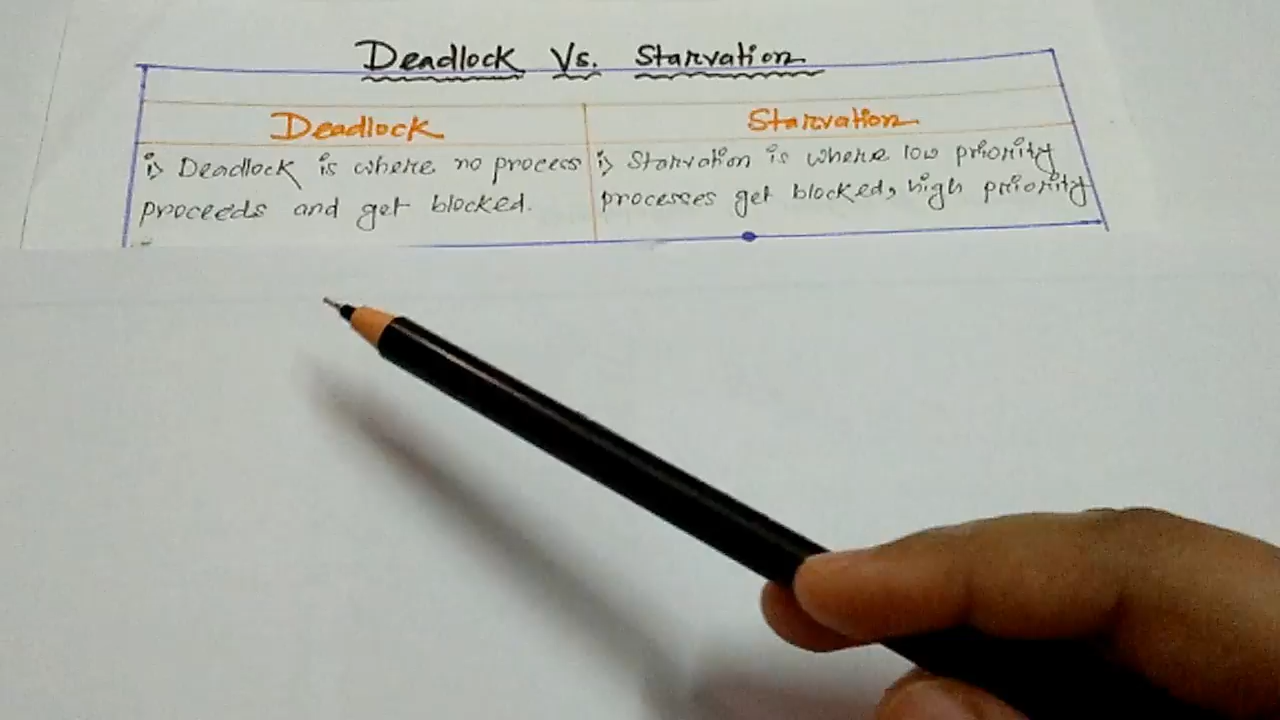 Deadlock Vs. Starvation
Deadlock
Starvation
i> Deadlock is where no process
proceeds and get blocked.
i> Starvation is where low priority
processes get blocked, high priority